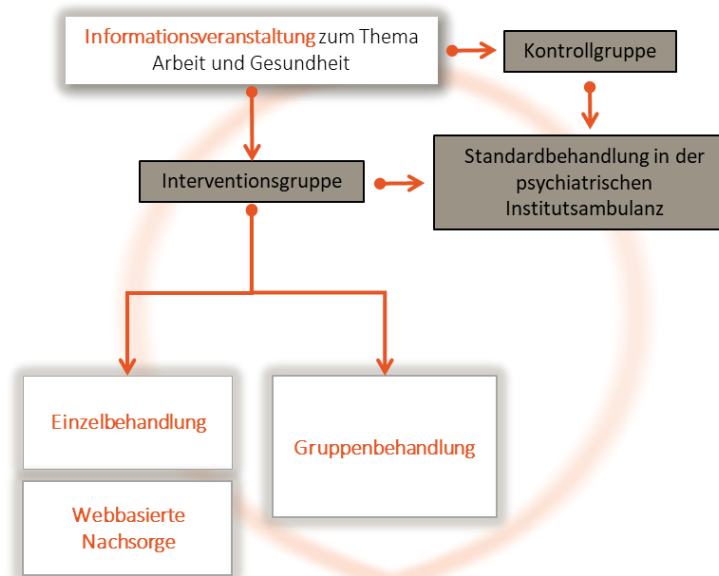 Informationsveranstaltung zum Thema
Arbeit und Gesundheit
Kontrollgruppe
Interventionsgruppe
Standardbehandlung in der
psychiatrischen
Institutsambulanz
Einzelbehandlung
Gruppenbehandlung
Webbasierte
Nachsorge